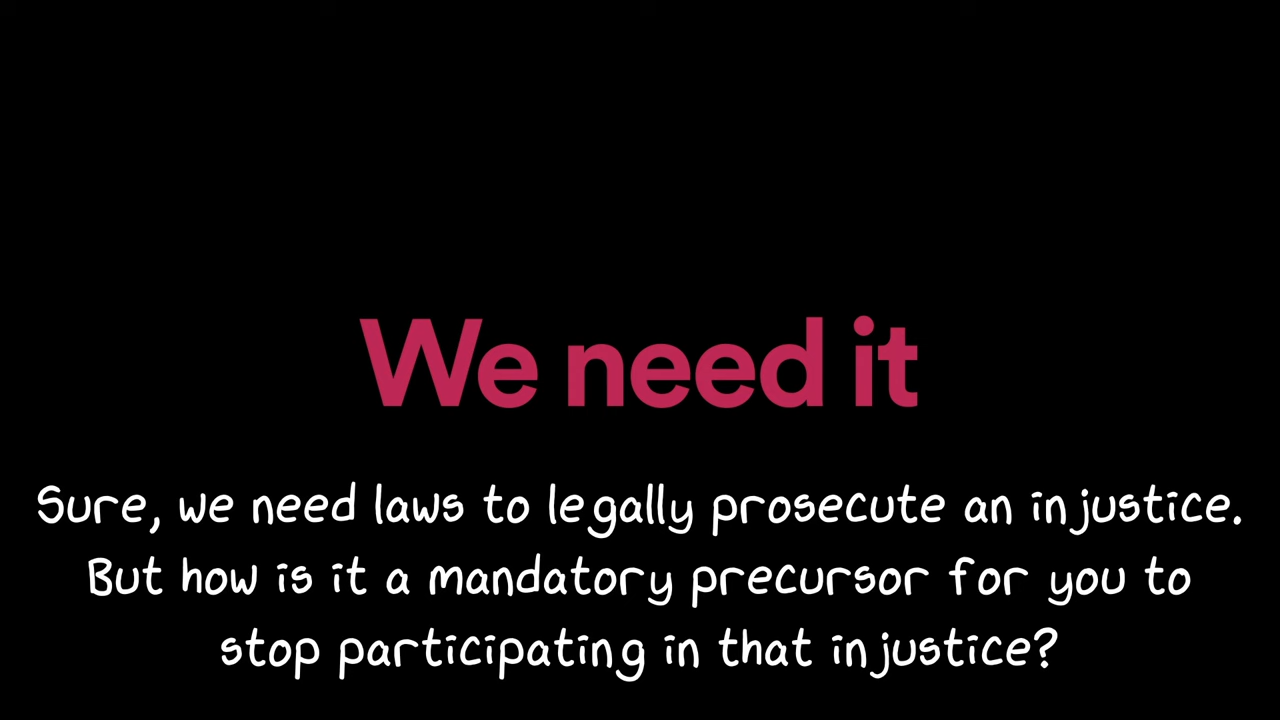 We need it
Sure, we need laws to legally prosecute an injustice.
But how is it a mandatory precursor for you to
stop participating in that injustice?